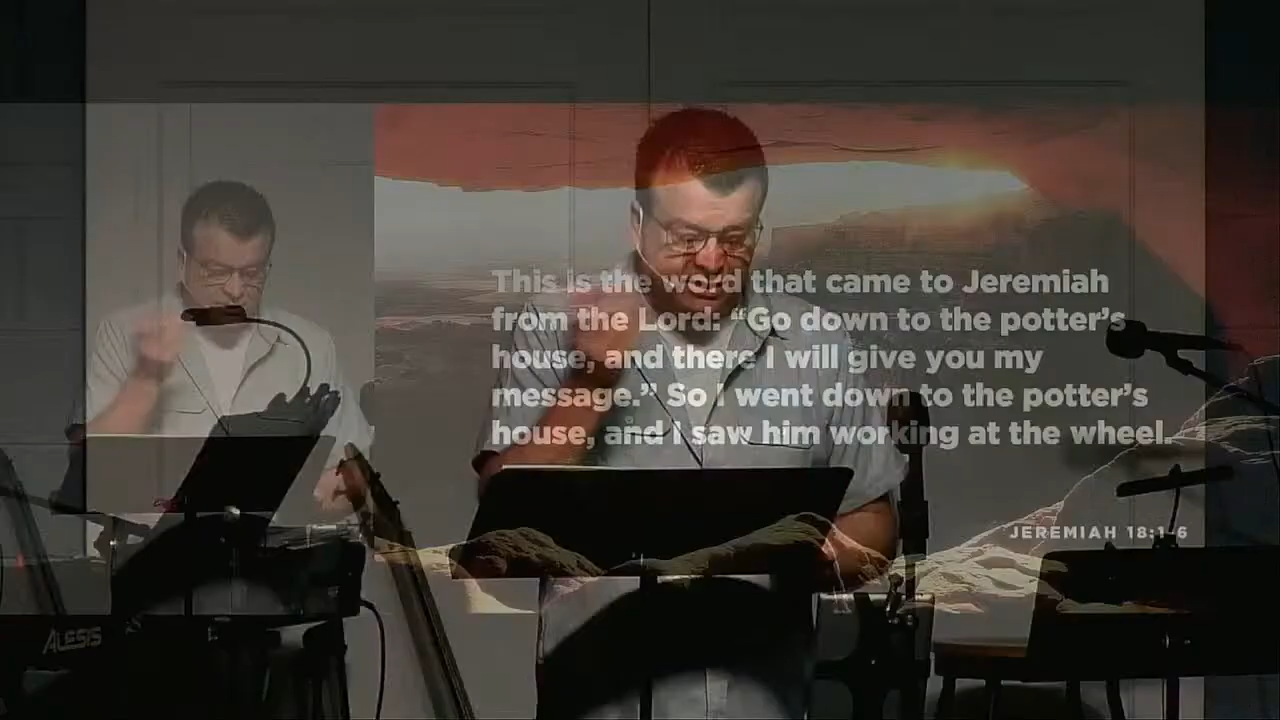 This is the word that came to Jeremiah
from the Lord: “Go down to the potter’s
house, and there I will give you my
message.” So I went down to the potter’s
house, and I saw him working at the wheel.
JEREMIAH 18:1-6
ALESIS